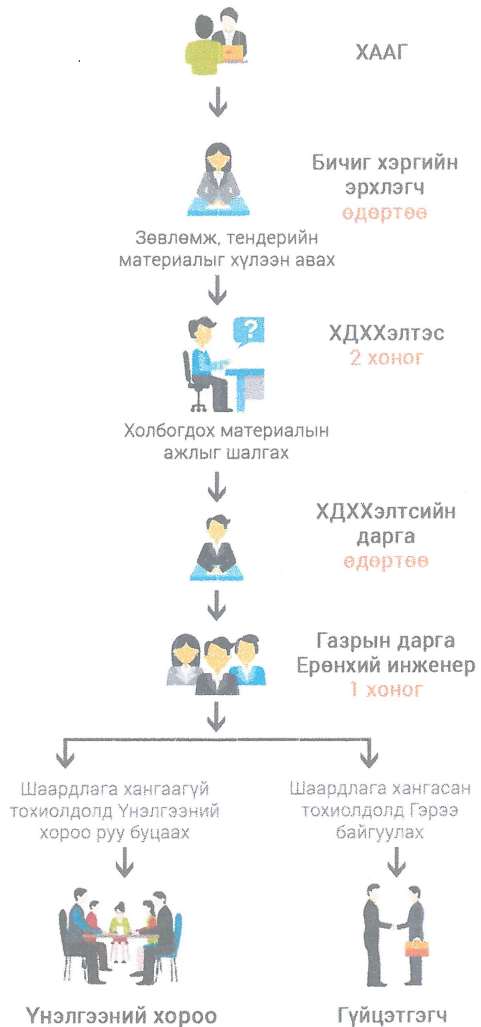 ХААГ
Бичиг хэргийн
эрхлэгч
өдөртөө
Зөвлөмж, тендерийн
материалыг хүлээн авах
?
ХДХХэлтэс
2 хоног
Холбогдох материалын
ажлыг шалгах
ХДХХэлтсийн
дарга
өдөртөө
Газрын дарга
Ерөнхий инженер
1 хоног
Шаардлага хангаагүй
тохиолдолд Үнэлгээний
хороо руу буцаах
Шаардлага хангасан
тохиолдолд Гэрээ
байгуулах
Үнэлгээний хороо
Гүйцэтгэгч